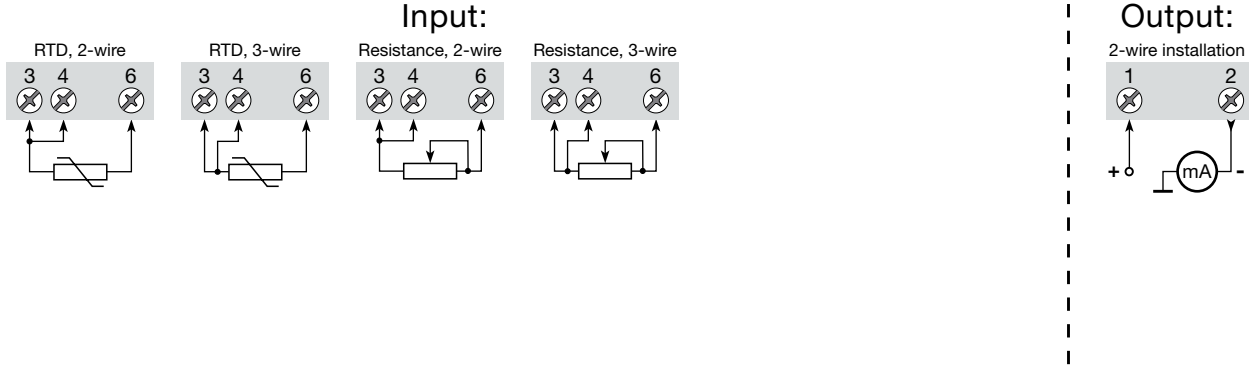 Input:
RTD, 2-wire
3 4 6
RTD, 3-wire
3 4 6
Resistance, 2-wire
3 4 6
Resistance, 3-wire
3 4 6
Output:
2-wire installation
1 2
+ mA -